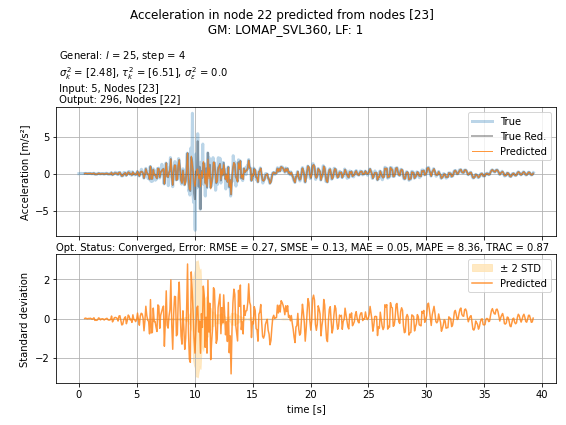 Acceleration in node 22 predicted from nodes [23]
GM: LOMAP_SVL360, LF: 1
General: l = 25, step = 4
σ²ₖ = [2.48], τ²ₖ = [6.51], σ²ε = 0.0
Input: 5, Nodes [23]
Output: 296, Nodes [22]
True
True Red.
Predicted
Acceleration [m/s²]
5
0
−5
Opt. Status: Converged, Error: RMSE = 0.27, SMSE = 0.13, MAE = 0.05, MAPE = 8.36, TRAC = 0.87
± 2 STD
Predicted
Standard deviation
2
0
−2
0 5 10 15 20 25 30 35 40
time [s]